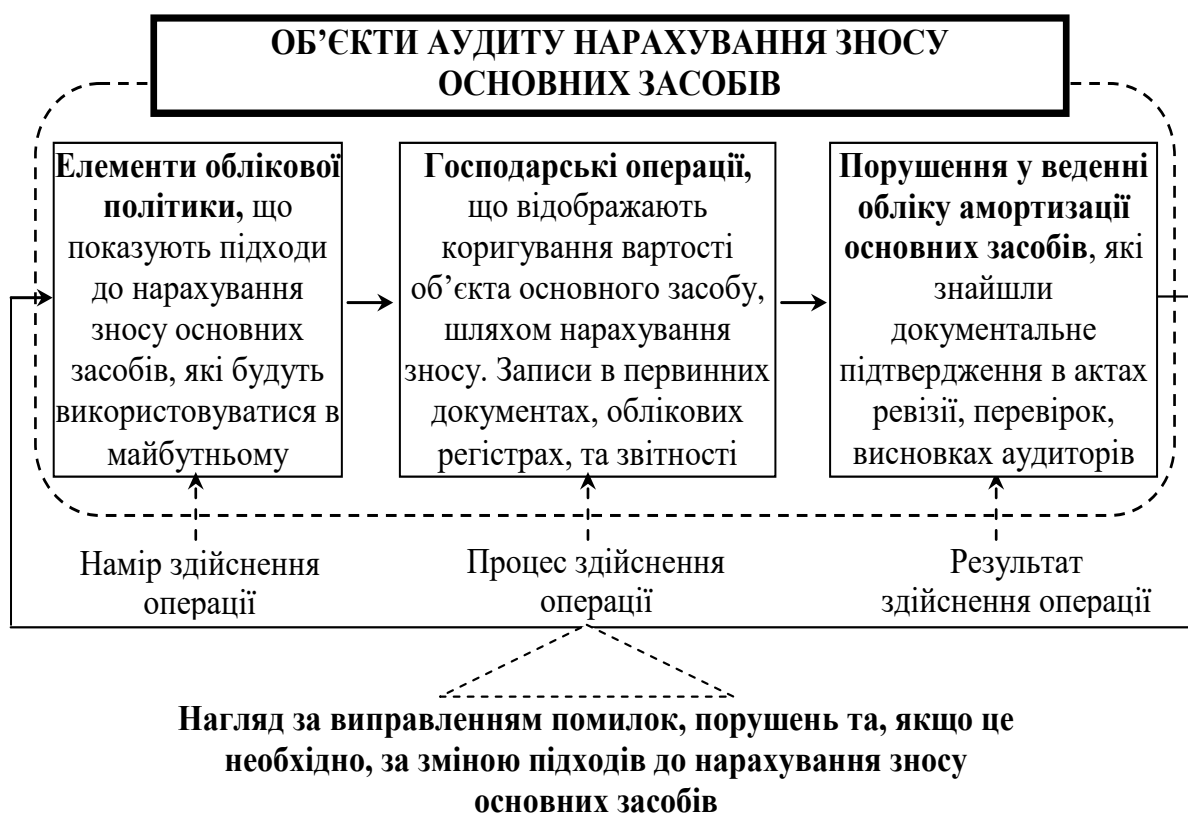 ОБ’ЄКТИ АУДИТУ НАРАХУВАННЯ ЗНОСУ
ОСНОВНИХ ЗАСОБІВ
Елементи облікової
політики, що
показують підходи
до нарахування
зносу основних
засобів, які будуть
використовуватися в
майбутньому
Господарські операції,
що відображають
коригування вартості
об’єкта основного засобу,
шляхом нарахування
зносу. Записи в первинних
документах, облікових
регістрах, та звітності
Порушення у веденні
обліку амортизації
основних засобів, які
знайшли
документальне
підтвердження в актах
ревізії, перевірок,
висновках аудиторів
Намір здійснення
операції
Процес здійснення
операції
Результат
здійснення операції
Нагляд за виправленням помилок, порушень та, якщо це
необхідно, за зміною підходів до нарахування зносу
основних засобів